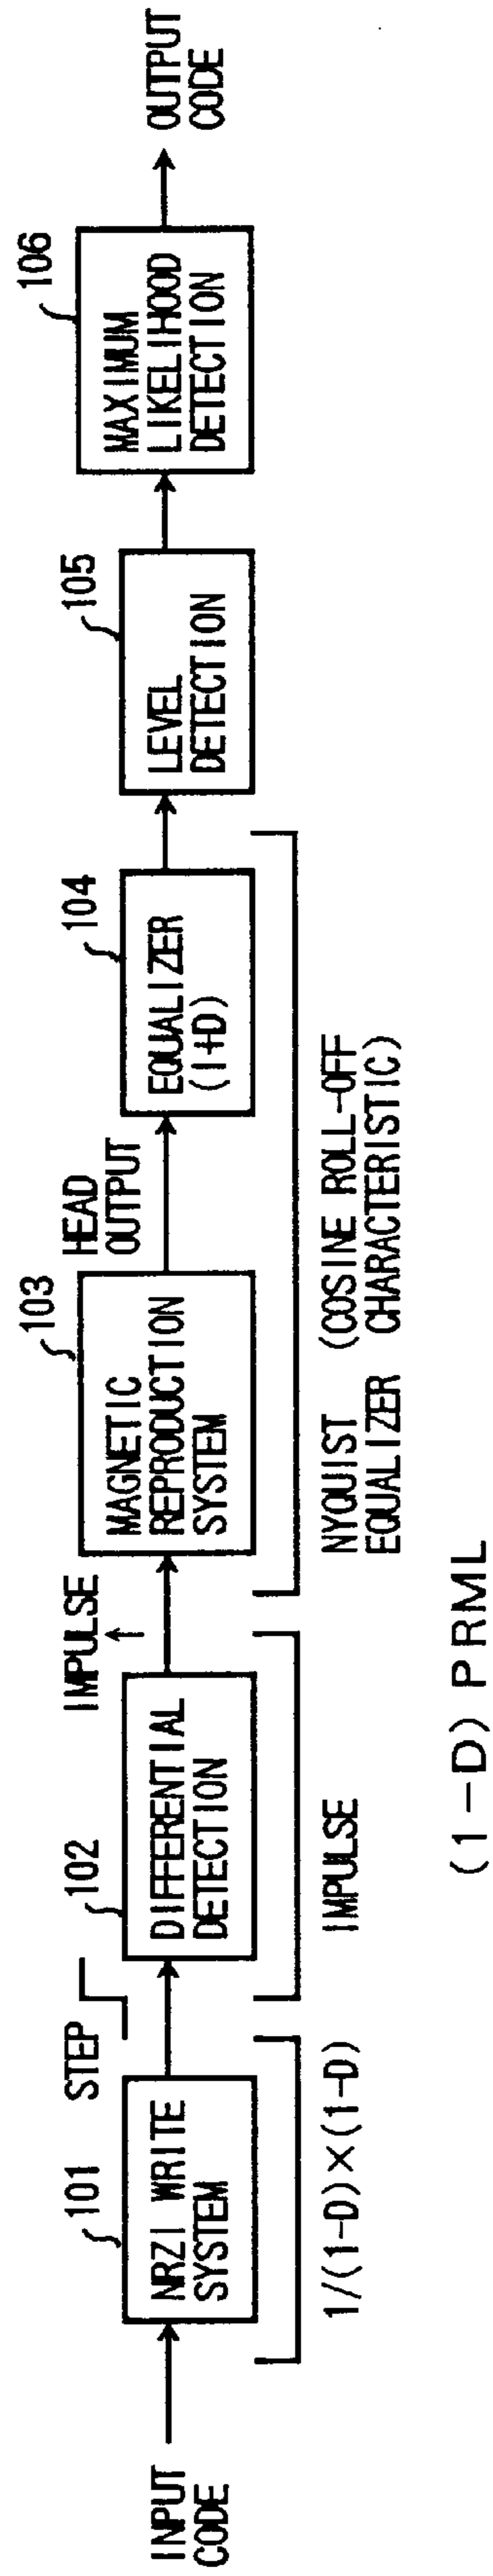 INPUT
CODE
101
NRZI WRITE
SYSTEM
1/(1-D)×(1-D)
STEP
102
DIFFERENTIAL
DETECTION
IMPULSE
IMPULSE
103
MAGNETIC
REPRODUCTION
SYSTEM
HEAD
OUTPUT
104
EQUALIZER
(1+D)
NYQUIST (COSINE ROLL-OFF
EQUALIZER CHARACTERISTIC)
105
LEVEL
DETECTION
106
MAXIMUM
LIKELIHOOD
DETECTION
OUTPUT
CODE
(1-D) PRML